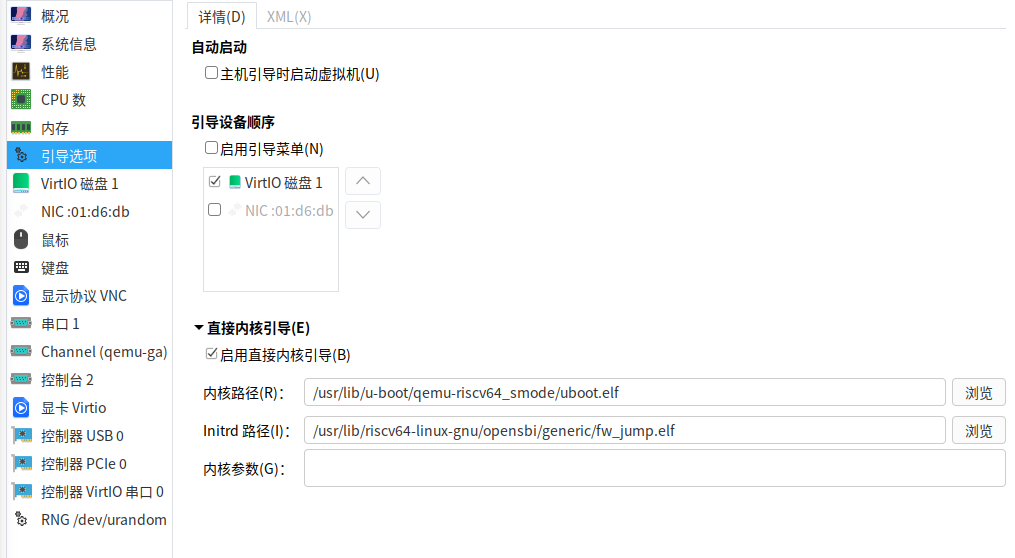 概况
系统信息
性能
CPU 数
内存
引导选项
VirtIO 磁盘 1
NIC :01:d6:db
鼠标
键盘
显示协议 VNC
串口 1
Channel (qemu-ga)
控制台 2
显卡 Virtio
控制器 USB 0
控制器 PCIe 0
控制器 VirtIO 串口 0
RNG /dev/urandom
详情(D) XML(X)
自动启动
主机引导时启动虚拟机(U)
引导设备顺序
启用引导菜单(N)
VirtIO 磁盘 1
NIC :01:d6:db
直接内核引导(E)
启用直接内核引导(B)
内核路径(R)： /usr/lib/u-boot/qemu-riscv64_smode/uboot.elf 浏览
Initrd 路径(I)： /usr/lib/riscv64-linux-gnu/opensbi/generic/fw_jump.elf 浏览
内核参数(G)：